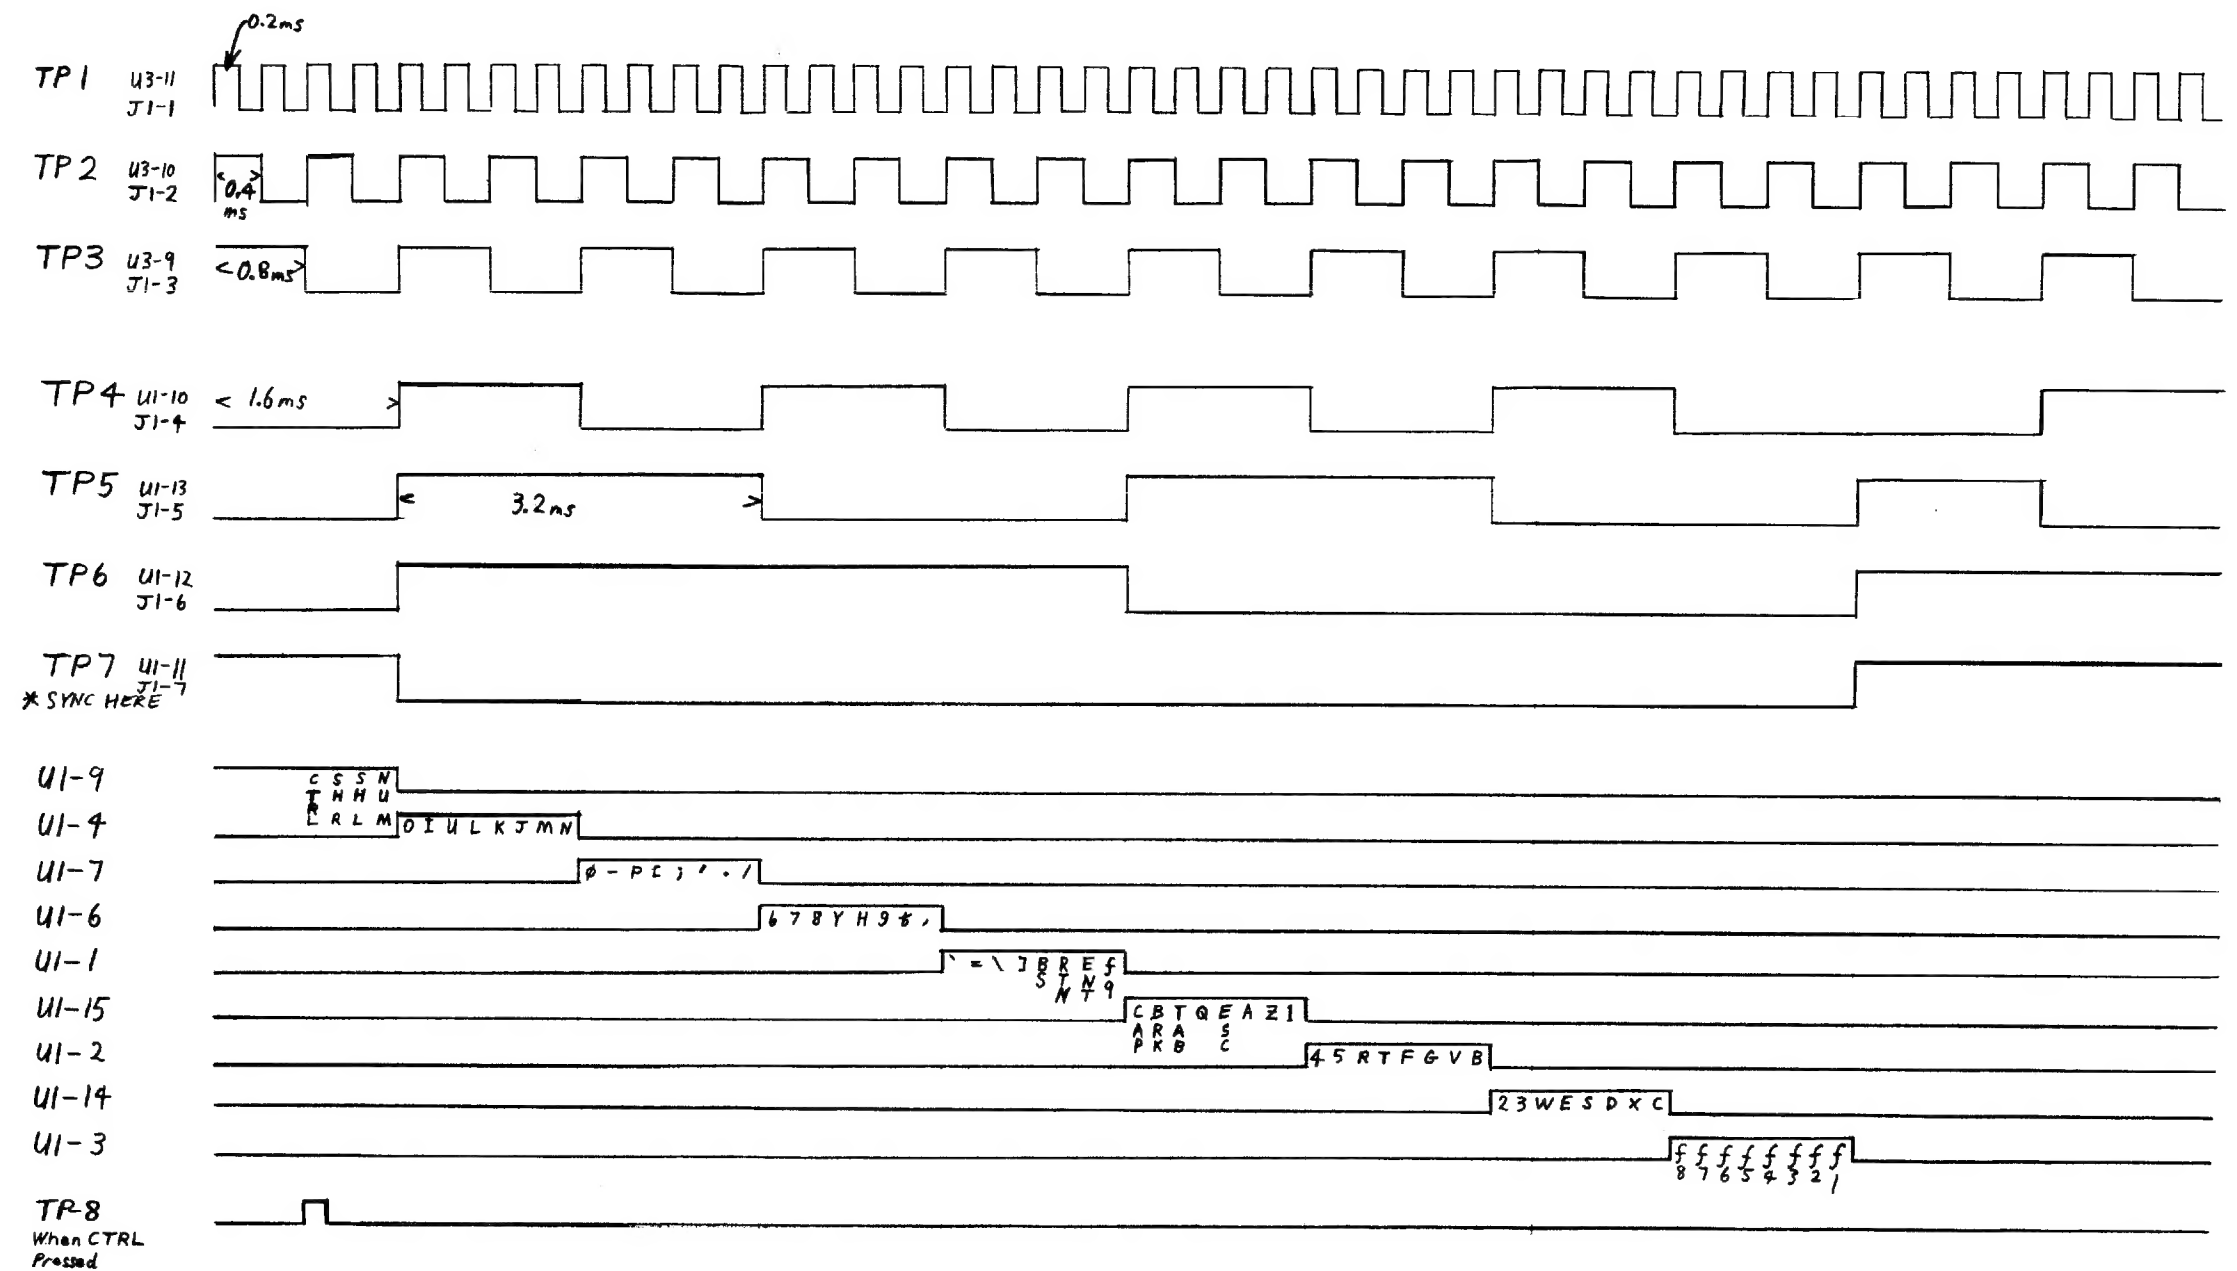 0.2ms
TP1 U3-11
J1-1
TP2 U3-10
J1-2
0.4
ms
TP3 U3-9
J1-3
<0.8ms>
TP4 U1-10
J1-4
< 1.6ms >
TP5 U1-13
J1-5
< 3.2ms >
TP6 U1-12
J1-6
TP7 U1-11
J1-7
* SYNC HERE
U1-9
C S S N
T H H U
R
L R L M
U1-4
O I U L K J M N
U1-7
ø - P [ ; ' . /
U1-6
6 7 8 Y H 9 ,
U1-1
` = \ ] B R E f
S T N 9
N T
U1-15
C B T Q E A Z 1
A R A S
P K B C
U1-2
4 5 R T F G V B
U1-14
2 3 W E S D X C
U1-3
f f f f f f f f
8 7 6 5 4 3 2 1
TP-8
When CTRL
Pressed